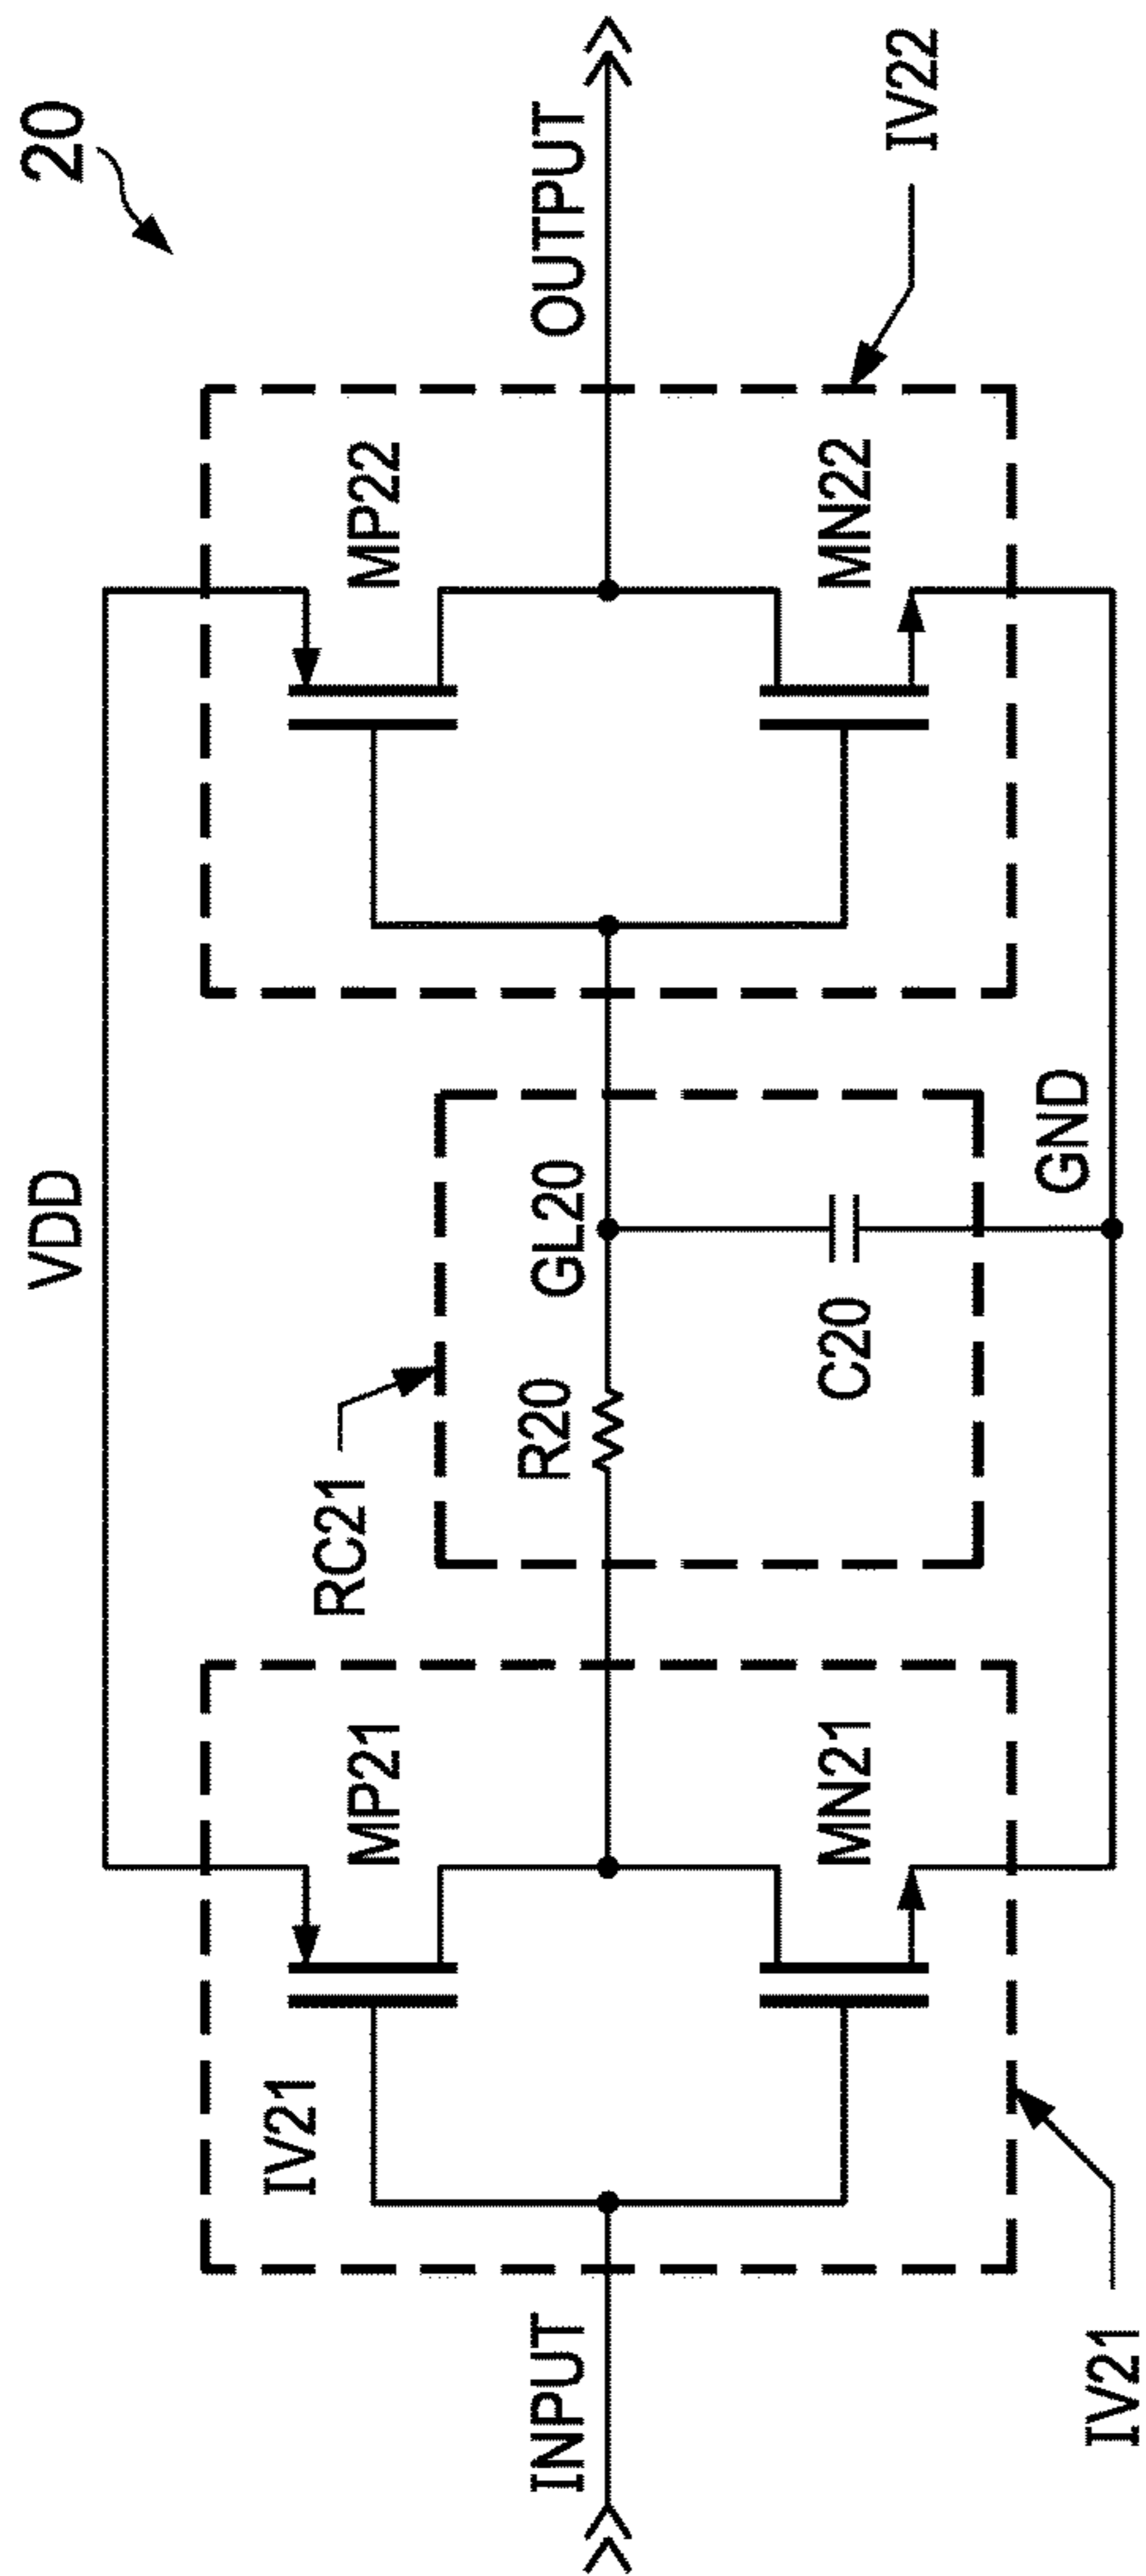 20
VDD
RC21
IV21
MP21
MP22
INPUT
R20
GL20
OUTPUT
C20
MN21
MN22
GND
IV21
IV22